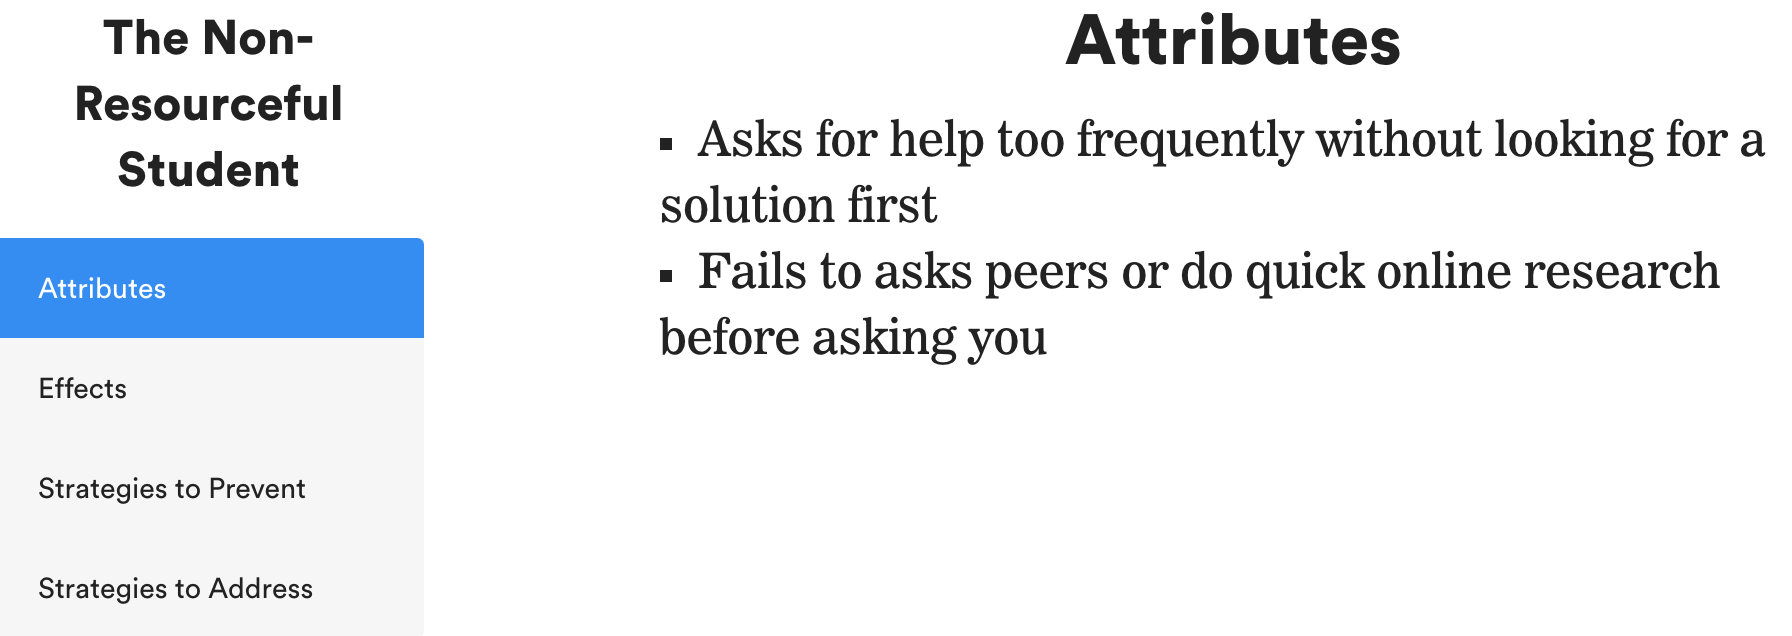 The Non-
Resourceful
Student
Attributes
Effects
Strategies to Prevent
Strategies to Address
Attributes
▪ Asks for help too frequently without looking for a
solution first
▪ Fails to asks peers or do quick online research
before asking you